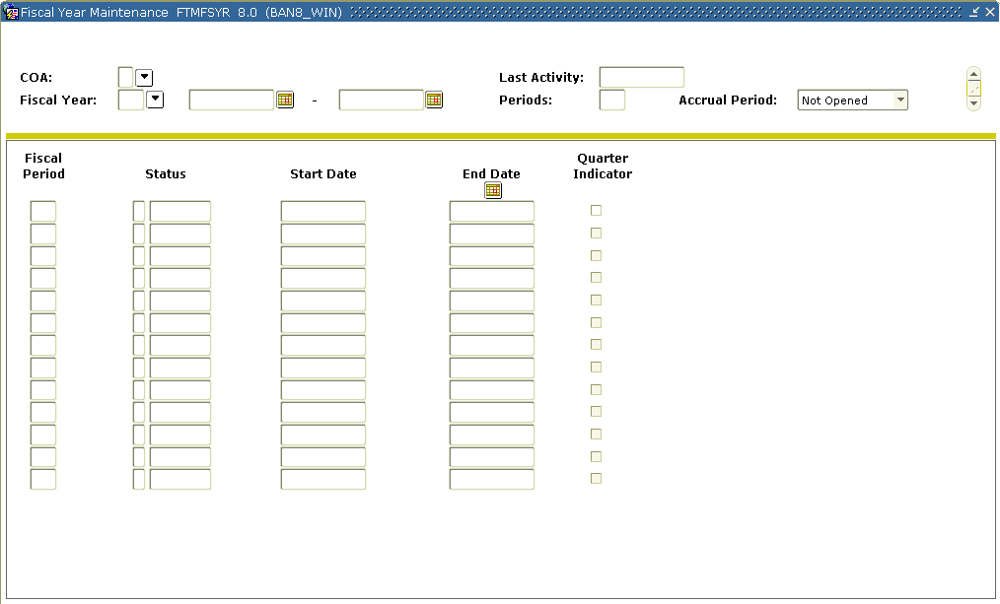 Fiscal Year Maintenance FTMFSYR 8.0 (BAN8_WIN)
COA: Last Activity:
Fiscal Year: - Periods: Accrual Period: Not Opened
Fiscal Period Status Start Date End Date Quarter Indicator